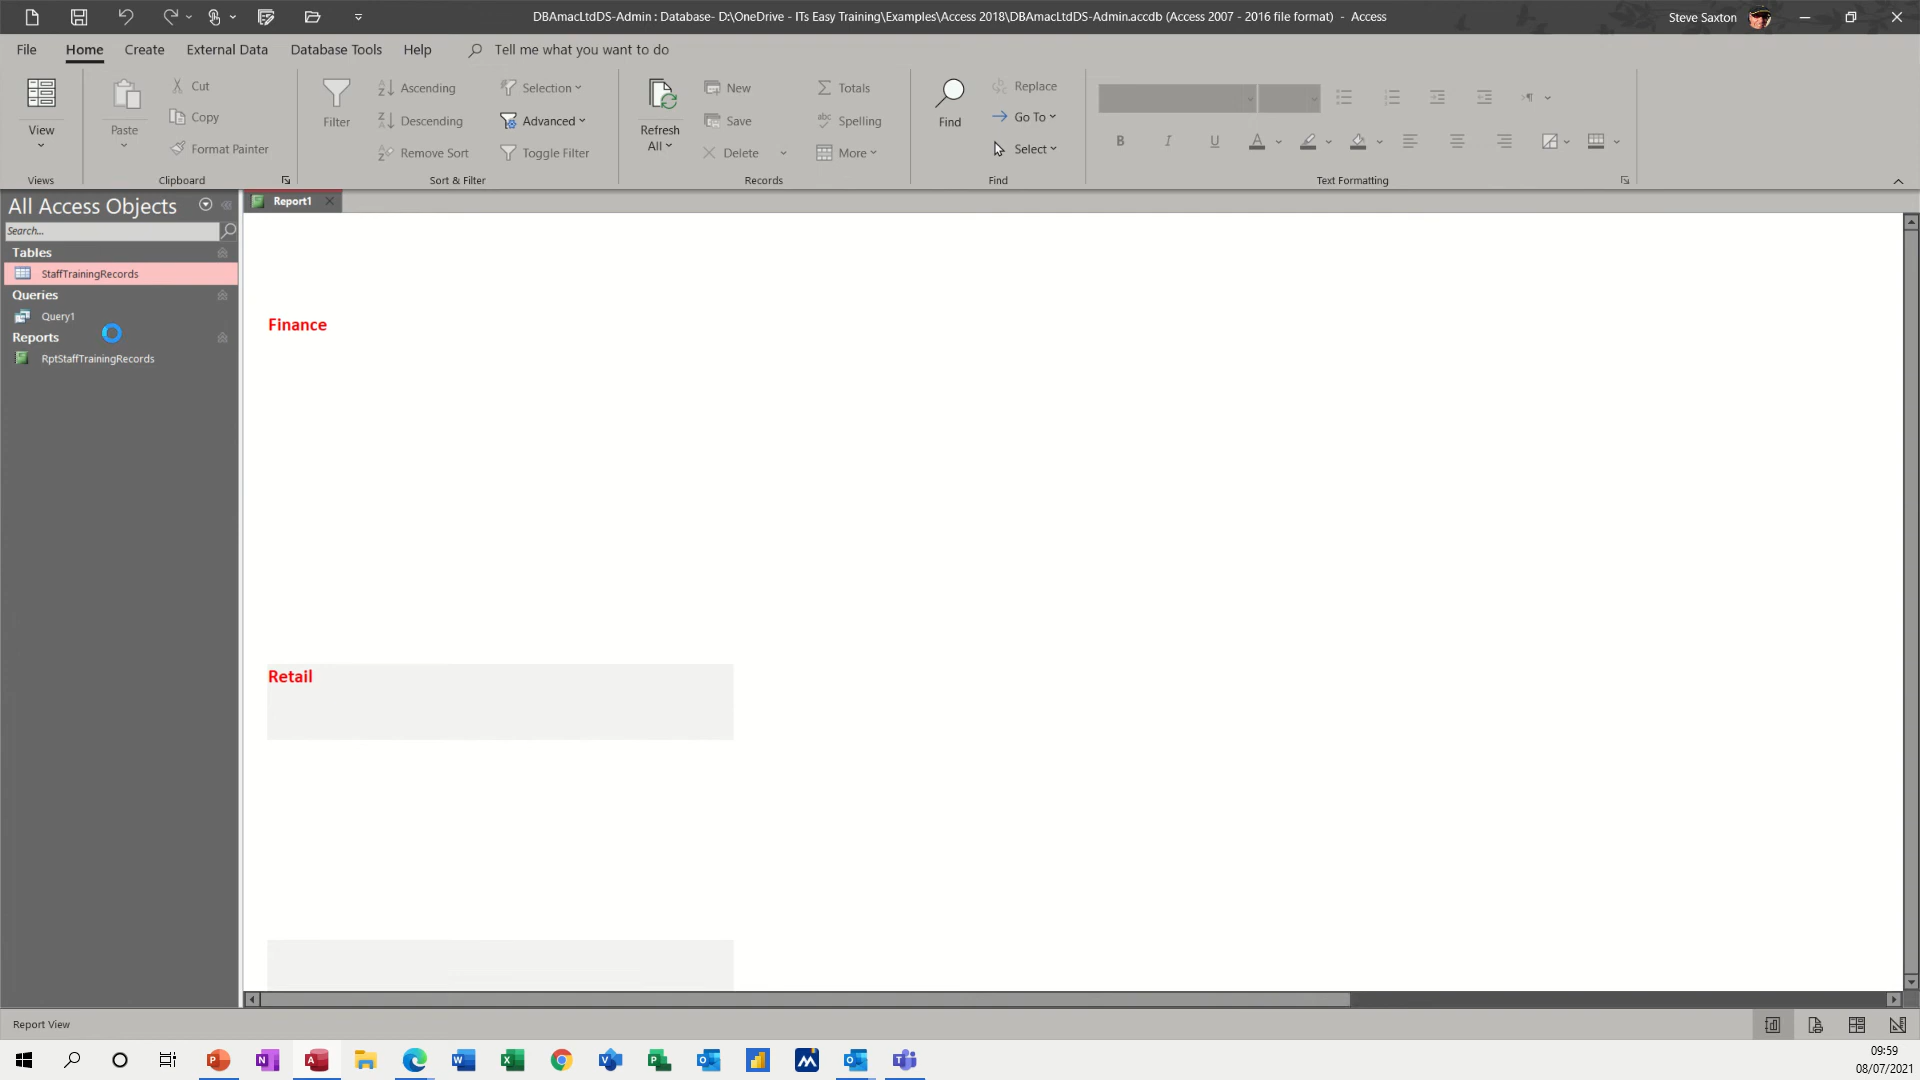 DBAmacLtdDS-Admin : Database- D:\OneDrive - ITs Easy Training\Examples\Access 2018\DBAmacLtdDS-Admin.accdb (Access 2007 - 2016 file format) - Access
Steve Saxton
File Home Create External Data Database Tools Help Tell me what you want to do
View
Views
Paste
Cut
Copy
Format Painter
Clipboard
Filter
Ascending
Descending
Remove Sort
Selection
Advanced
Toggle Filter
Sort & Filter
Refresh
All
New
Save
Delete
Totals
Spelling
More
Records
Find
Replace
Go To
Select
Find
B I U A
Text Formatting
All Access Objects
Search...
Tables
StaffTrainingRecords
Queries
Query1
Reports
RptStaffTrainingRecords
Report1
Finance
Retail
Report View
09:59
08/07/2021